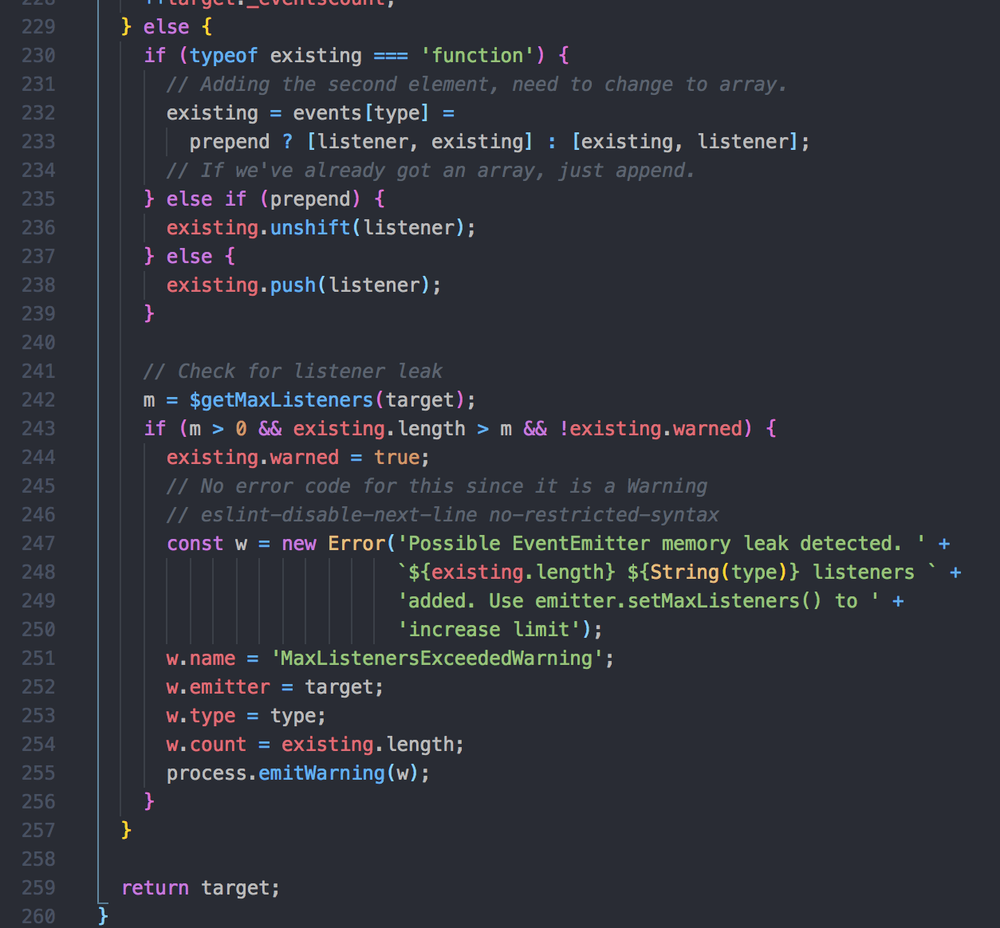 228 ++target._eventsCount;
229 } else {
230 if (typeof existing === 'function') {
231 // Adding the second element, need to change to array.
232 existing = events[type] =
233 prepend ? [listener, existing] : [existing, listener];
234 // If we've already got an array, just append.
235 } else if (prepend) {
236 existing.unshift(listener);
237 } else {
238 existing.push(listener);
239 }
240
241 // Check for listener leak
242 m = $getMaxListeners(target);
243 if (m > 0 && existing.length > m && !existing.warned) {
244 existing.warned = true;
245 // No error code for this since it is a Warning
246 // eslint-disable-next-line no-restricted-syntax
247 const w = new Error('Possible EventEmitter memory leak detected. ' +
248 `${existing.length} ${String(type)} listeners ` +
249 'added. Use emitter.setMaxListeners() to ' +
250 'increase limit');
251 w.name = 'MaxListenersExceededWarning';
252 w.emitter = target;
253 w.type = type;
254 w.count = existing.length;
255 process.emitWarning(w);
256 }
257 }
258
259 return target;
260 }